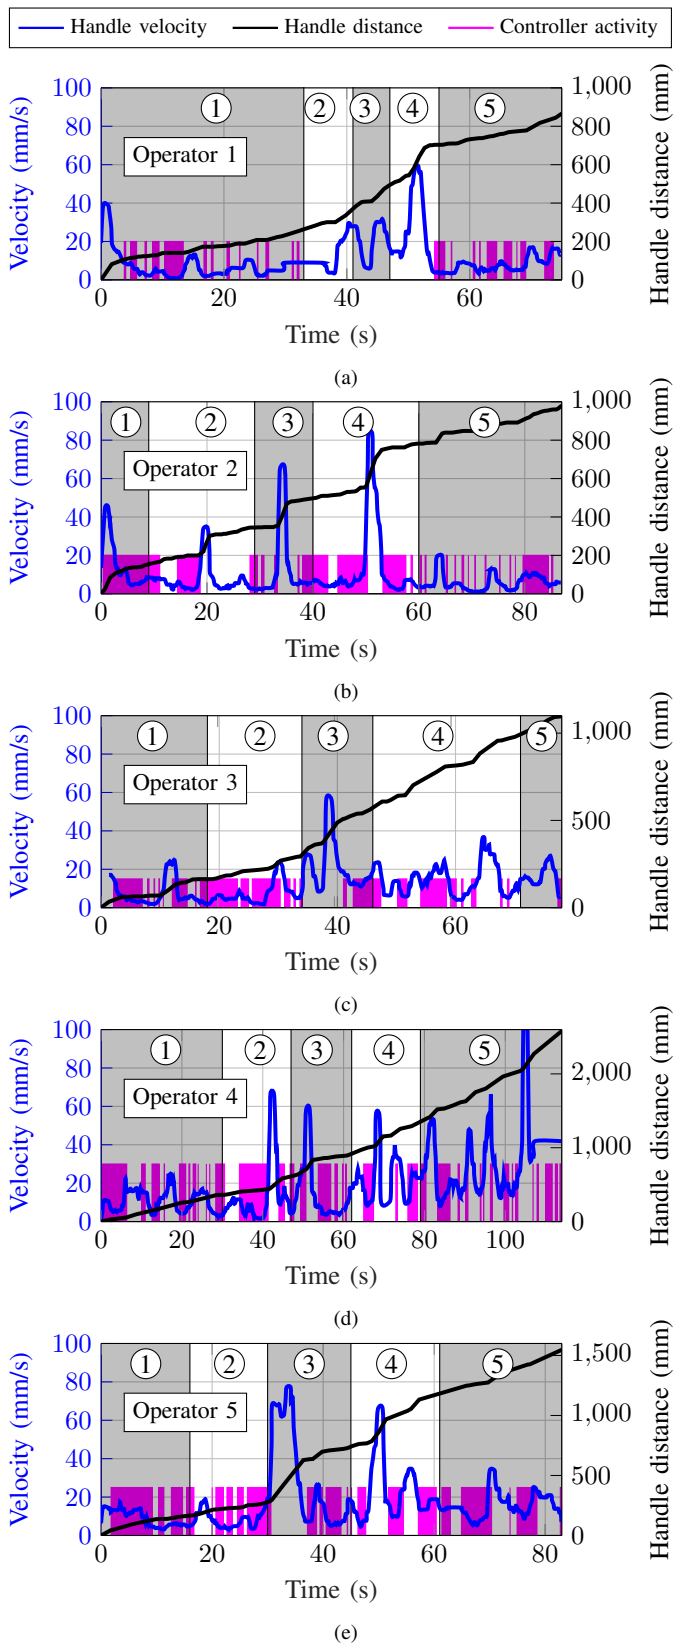 Handle velocity Handle distance Controller activity
100 1 2 3 4 5 1,000
80 800
Operator 1
60 600
40 400
20 200
0 0
0 20 40 60
Velocity (mm/s)
Handle distance (mm)
Time (s)
(a)
100 1 2 3 4 5 1,000
80 800
Operator 2
60 600
40 400
20 200
0 0
0 20 40 60 80
Velocity (mm/s)
Handle distance (mm)
Time (s)
(b)
100 1 2 3 4 5
1,000
80
Operator 3
60
500
40
20
0 0
0 20 40 60
Velocity (mm/s)
Handle distance (mm)
Time (s)
(c)
100 1 2 3 4 5
80 2,000
Operator 4
60
40 1,000
20
0 0
0 20 40 60 80 100
Velocity (mm/s)
Handle distance (mm)
Time (s)
(d)
100 1 2 3 4 5 1,500
80
Operator 5
60 1,000
40
500
20
0 0
0 20 40 60 80
Velocity (mm/s)
Handle distance (mm)
Time (s)
(e)